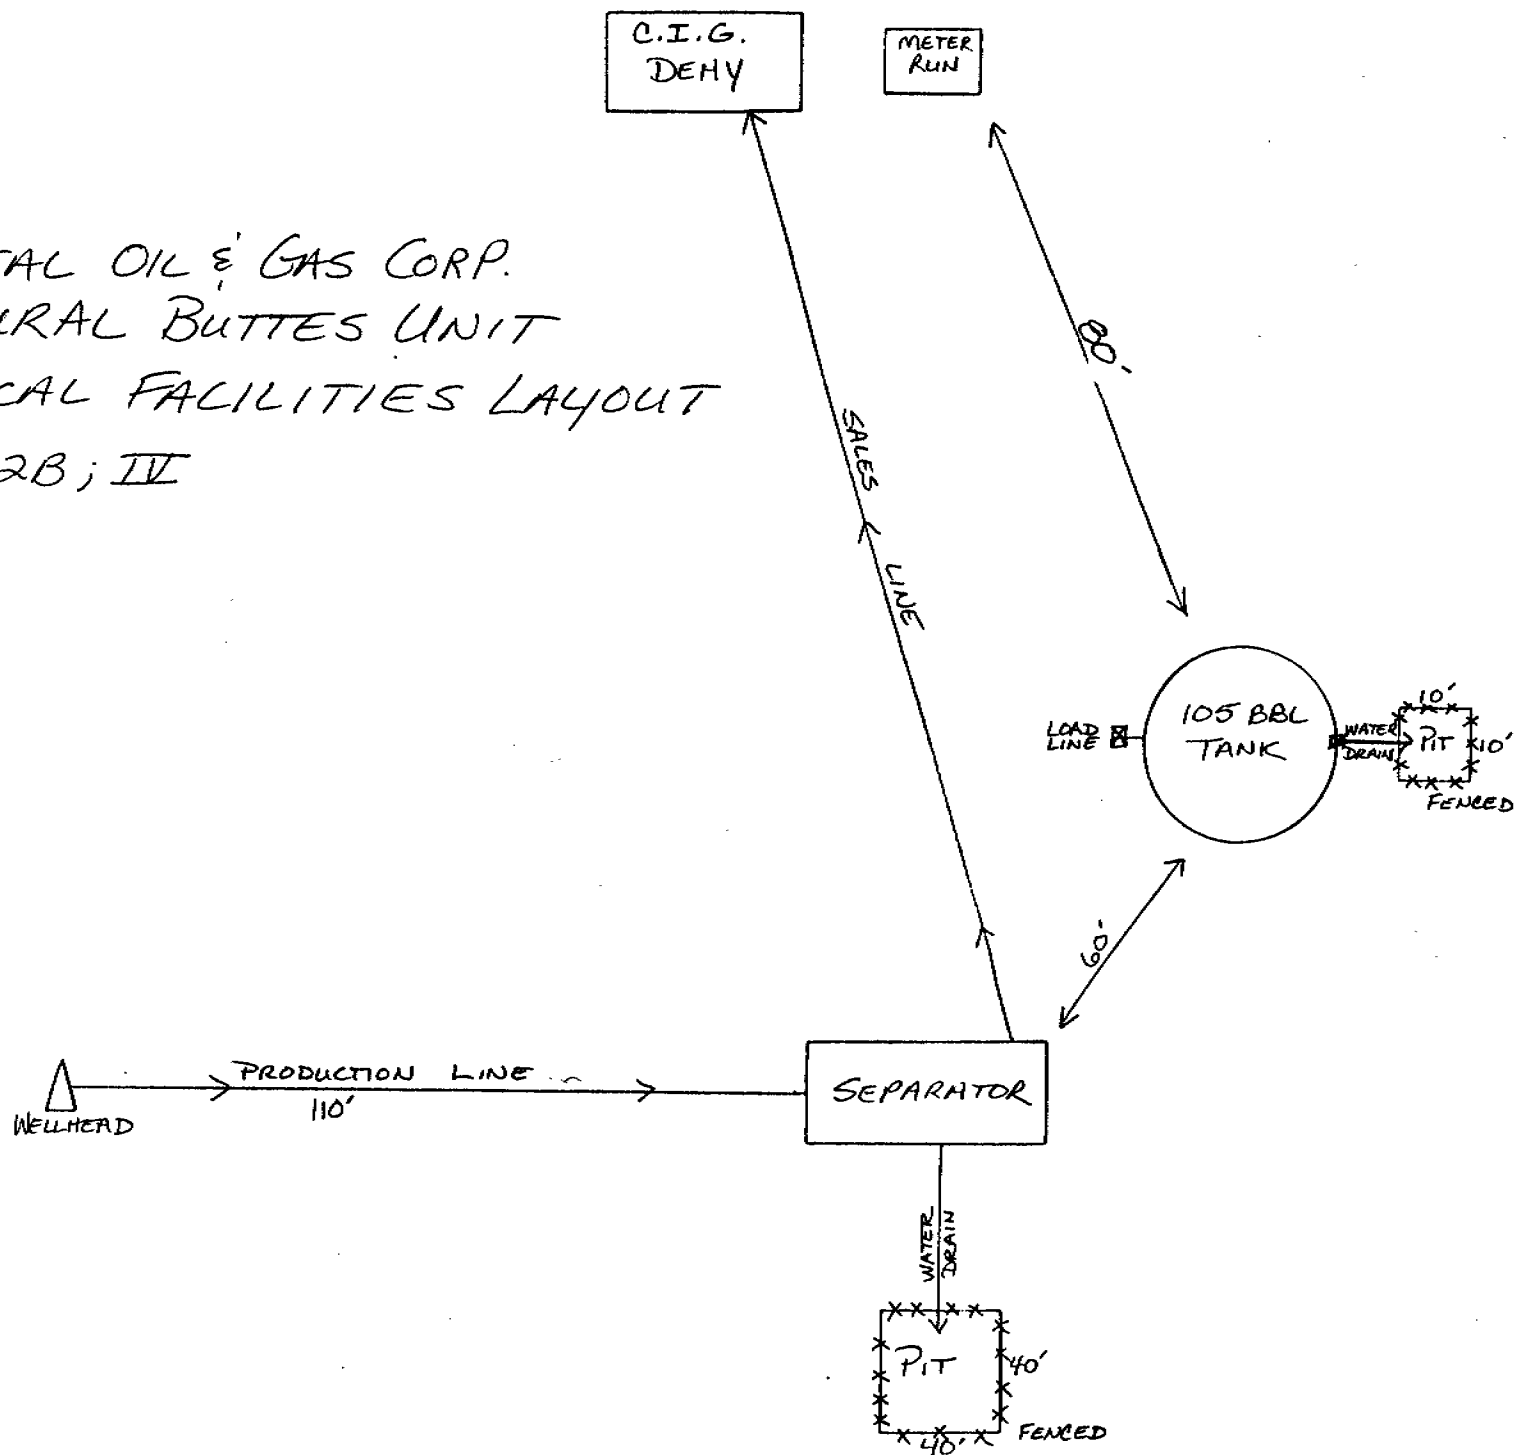 C.I.G.
DEHY
METER
RUN
TAL OIL & GAS CORP.
URAL BUTTES UNIT
CAL FACILITIES LAYOUT
2B; IV
80'
SALES LINE
LOAD
LINE
105 BBL
TANK
WATER
DRAIN
10'
PIT
10'
FENCED
60'
PRODUCTION LINE
110'
WELLHEAD
SEPARATOR
WATER
DRAIN
PIT
40'
40'
FENCED